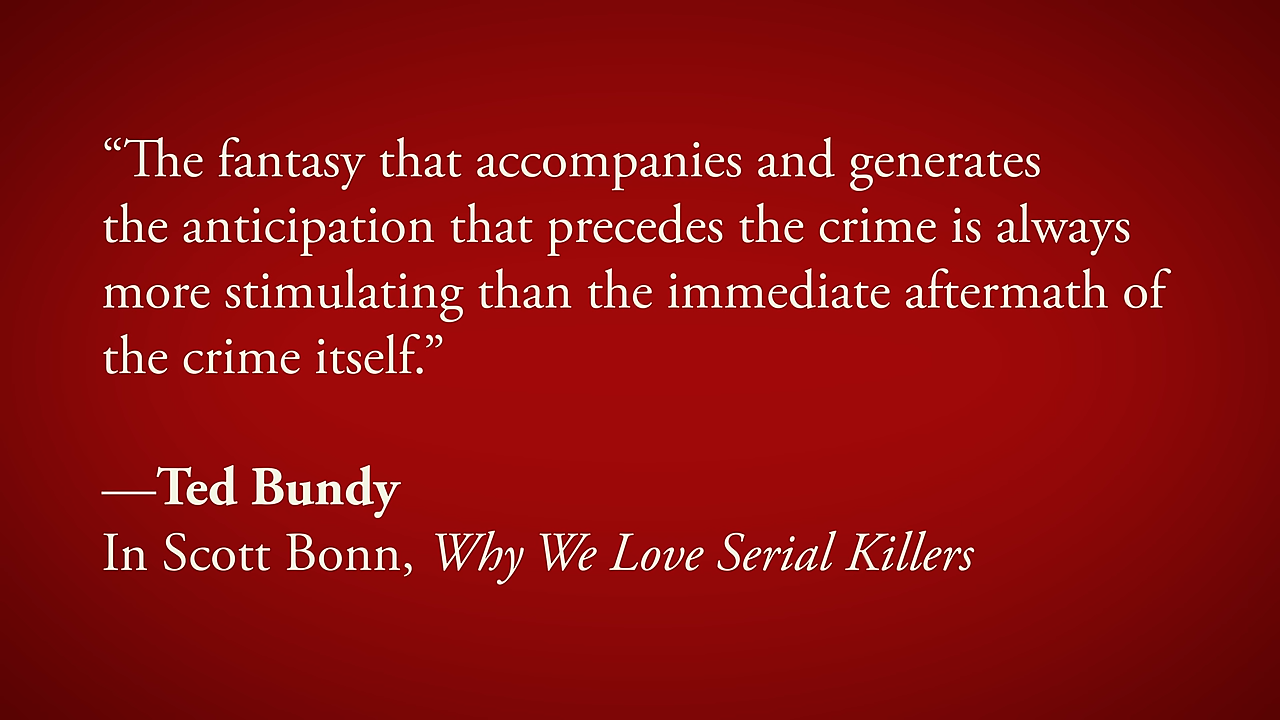 “The fantasy that accompanies and generates
the anticipation that precedes the crime is always
more stimulating than the immediate aftermath of
the crime itself.”
—Ted Bundy
In Scott Bonn, Why We Love Serial Killers